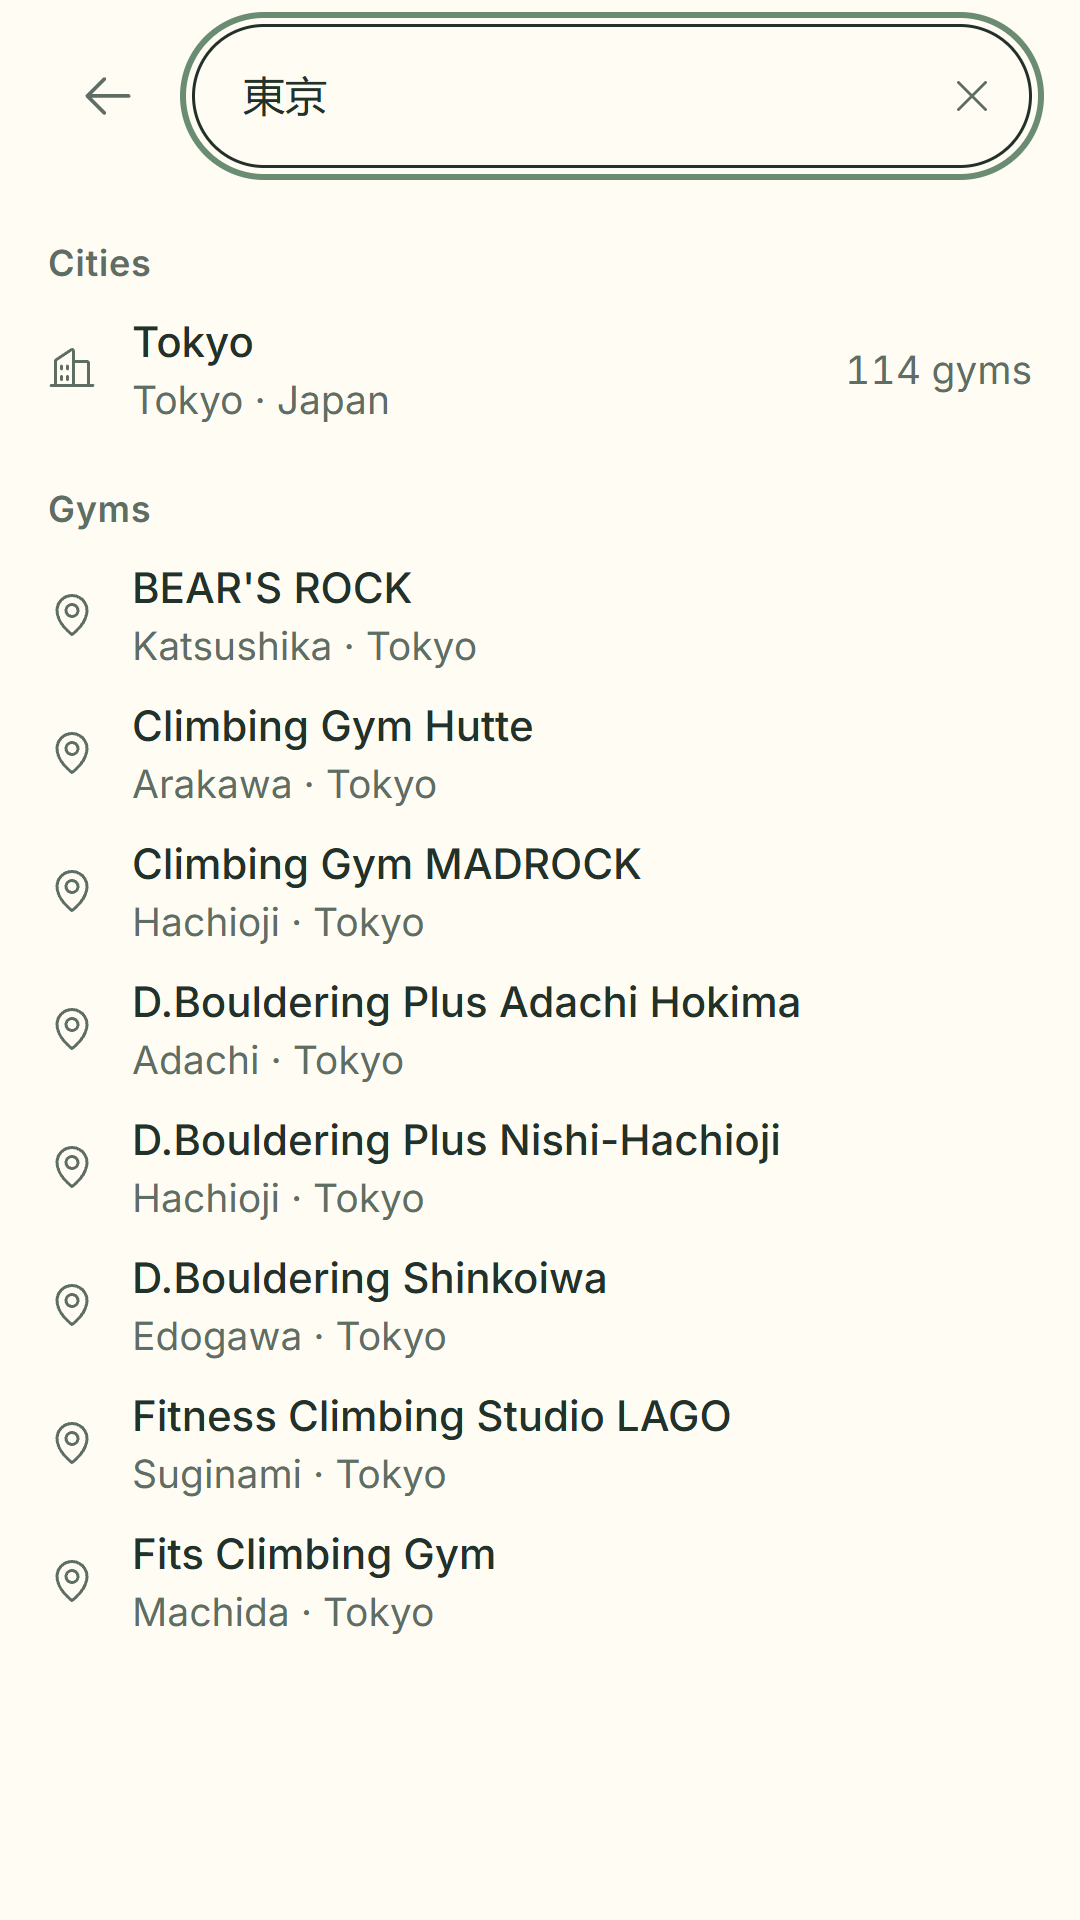 東京
Cities
Tokyo
Tokyo · Japan
114 gyms
Gyms
BEAR'S ROCK
Katsushika · Tokyo
Climbing Gym Hutte
Arakawa · Tokyo
Climbing Gym MADROCK
Hachioji · Tokyo
D.Bouldering Plus Adachi Hokima
Adachi · Tokyo
D.Bouldering Plus Nishi-Hachioji
Hachioji · Tokyo
D.Bouldering Shinkoiwa
Edogawa · Tokyo
Fitness Climbing Studio LAGO
Suginami · Tokyo
Fits Climbing Gym
Machida · Tokyo